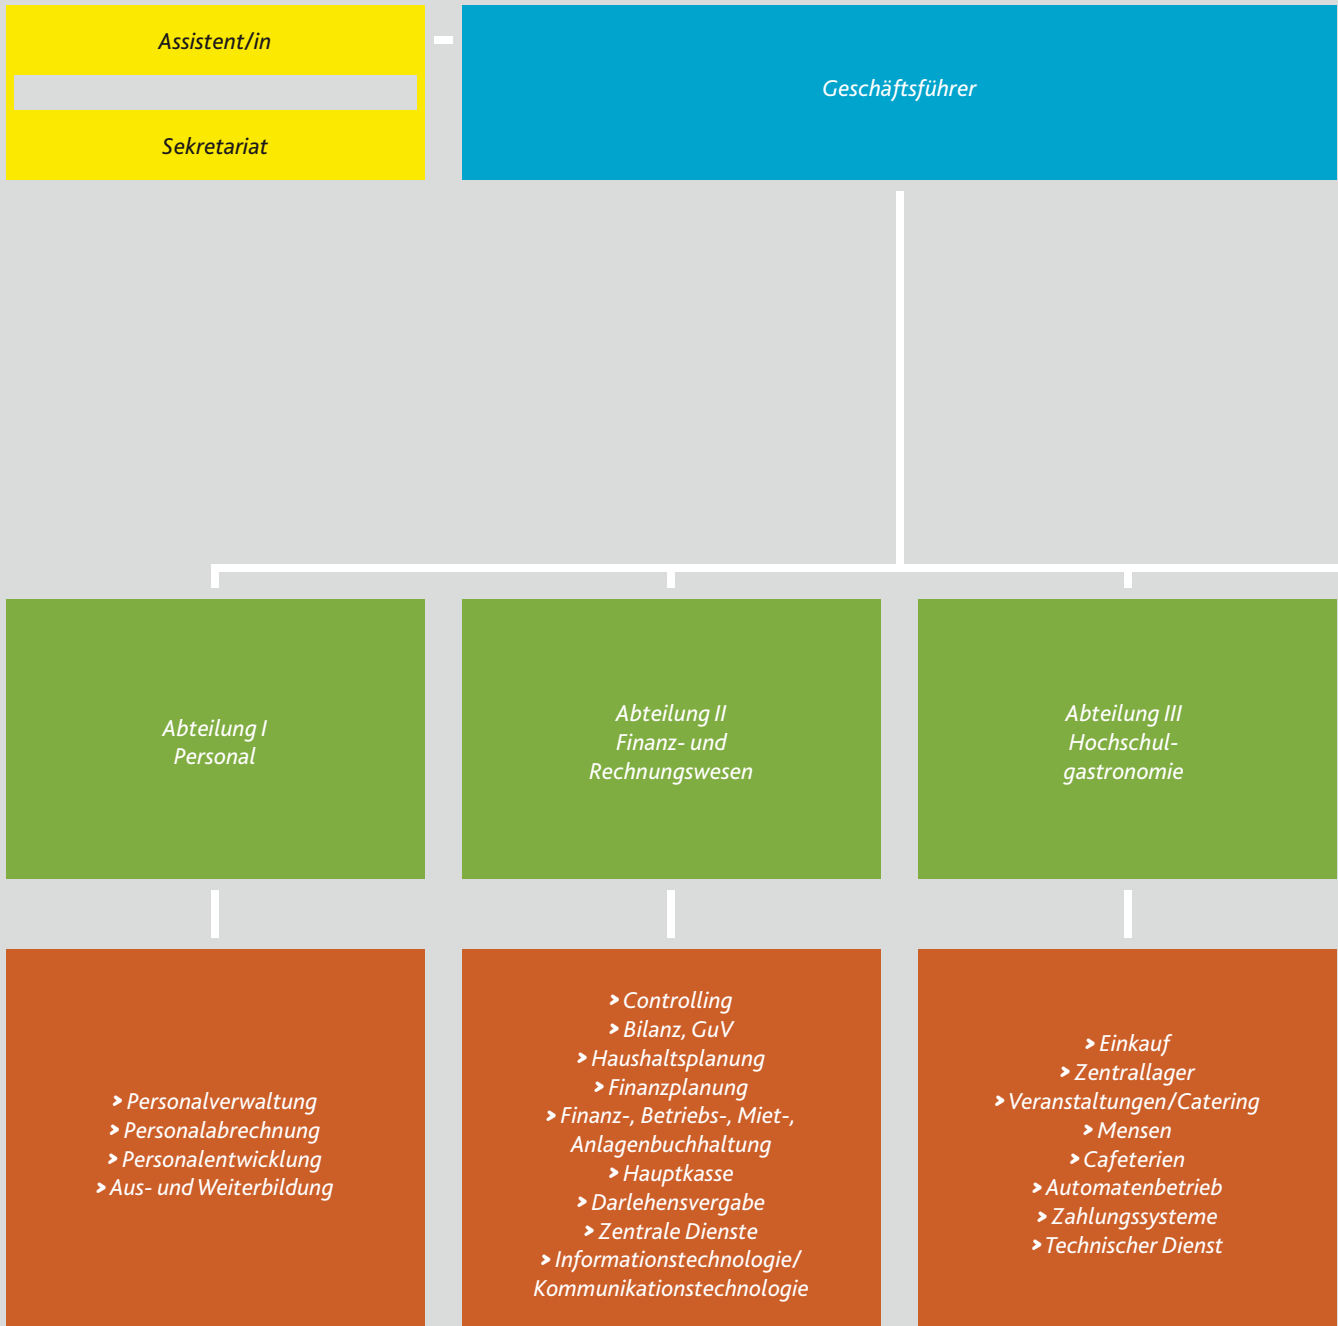 Assistent/in
Sekretariat
Geschäftsführer
Abteilung I
Personal
Abteilung II
Finanz- und
Rechnungswesen
Abteilung III
Hochschul-
gastronomie
> Personalverwaltung
> Personalabrechnung
> Personalentwicklung
> Aus- und Weiterbildung
> Controlling
> Bilanz, GuV
> Haushaltsplanung
> Finanzplanung
> Finanz-, Betriebs-, Miet-,
Anlagenbuchhaltung
> Hauptkasse
> Darlehensvergabe
> Zentrale Dienste
> Informationstechnologie/
Kommunikationstechnologie
> Einkauf
> Zentrallager
> Veranstaltungen/Catering
> Mensen
> Cafeterien
> Automatenbetrieb
> Zahlungssysteme
> Technischer Dienst